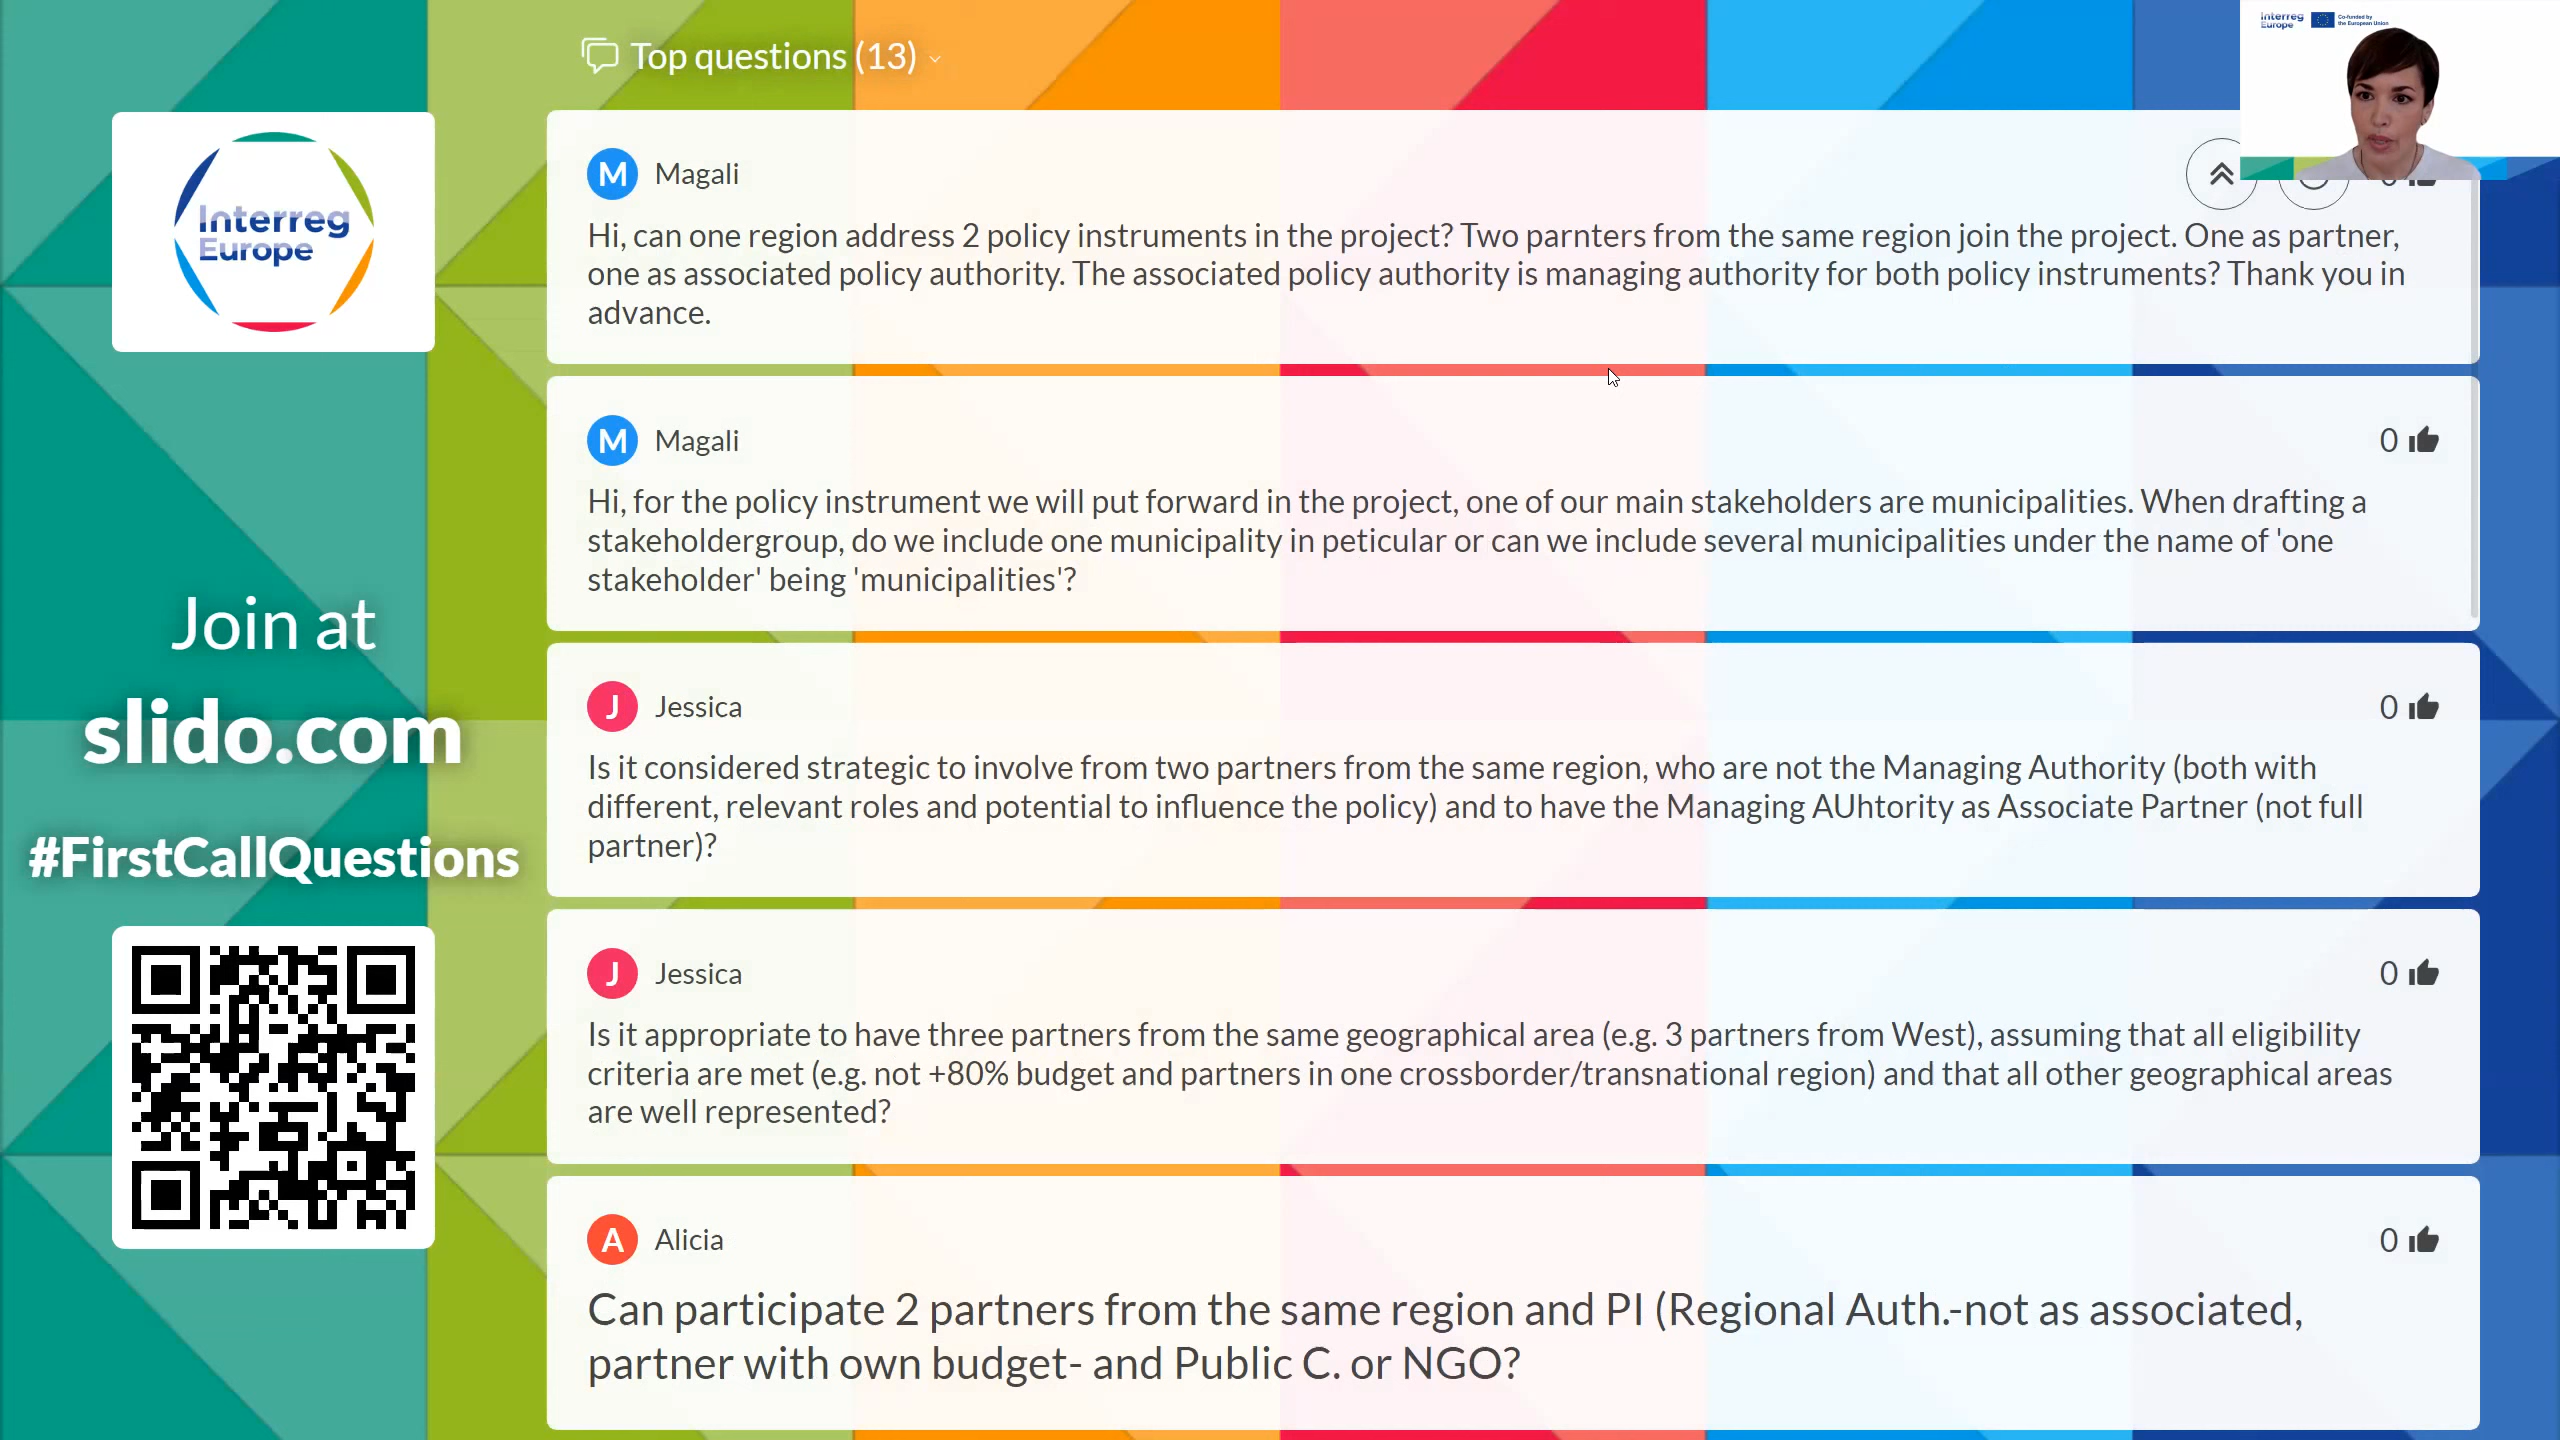 Top questions (13)
Interreg
Europe
Co-funded by
the European Union
Interreg
Europe
Join at
slido.com
#FirstCallQuestions
M Magali
0
Hi, can one region address 2 policy instruments in the project? Two parnters from the same region join the project. One as partner,
one as associated policy authority. The associated policy authority is managing authority for both policy instruments? Thank you in
advance.
M Magali
0
Hi, for the policy instrument we will put forward in the project, one of our main stakeholders are municipalities. When drafting a
stakeholdergroup, do we include one municipality in peticular or can we include several municipalities under the name of 'one
stakeholder' being 'municipalities'?
J Jessica
0
Is it considered strategic to involve from two partners from the same region, who are not the Managing Authority (both with
different, relevant roles and potential to influence the policy) and to have the Managing AUhtority as Associate Partner (not full
partner)?
J Jessica
0
Is it appropriate to have three partners from the same geographical area (e.g. 3 partners from West), assuming that all eligibility
criteria are met (e.g. not +80% budget and partners in one crossborder/transnational region) and that all other geographical areas
are well represented?
A Alicia
0
Can participate 2 partners from the same region and PI (Regional Auth.-not as associated,
partner with own budget- and Public C. or NGO?